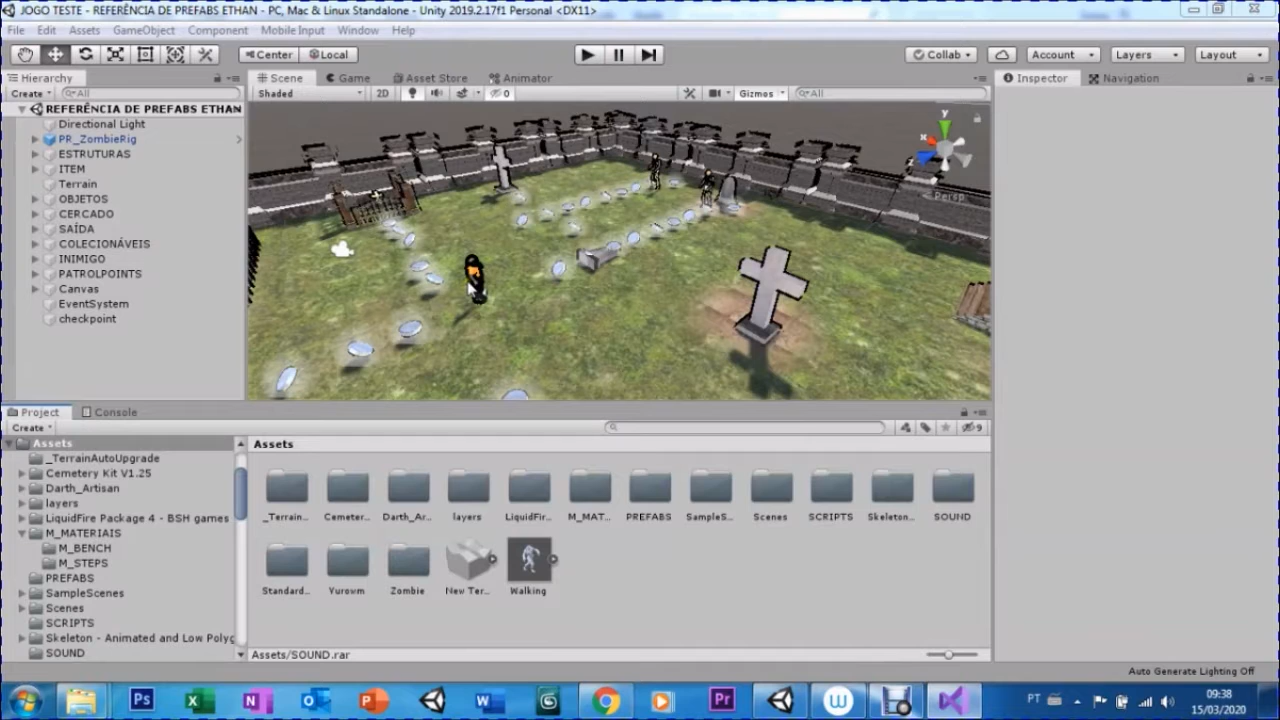 JOGO TESTE - REFERÊNCIA DE PREFABS ETHAN - PC, Mac & Linux Standalone - Unity 2019.2.17f1 Personal <DX11>
File Edit Assets GameObject Component Mobile Input Window Help
Center Local Collab Account Layers Layout
Hierarchy Scene Game Asset Store Animator Inspector Navigation
Create All Shaded 2D 0 Gizmos All
REFERÊNCIA DE PREFABS ETHAN
Directional Light
PR_ZombieRig
ESTRUTURAS
ITEM
Terrain
OBJETOS
CERCADO
SAÍDA
COLECIONÁVEIS
INIMIGO
PATROLPOINTS
Canvas
EventSystem
checkpoint
y
x
z
Persp
Project Console
Create 9
Assets
_TerrainAutoUpgrade
Cemetery Kit V1.25
Darth_Artisan
layers
LiquidFire Package 4 - BSH games
M_MATERIAIS
M_BENCH
M_STEPS
PREFABS
SampleScenes
Scenes
SCRIPTS
Skeleton - Animated and Low Polyg
SOUND
Assets
_Terrain... Cemeter... Darth_Ar... layers LiquidFir... M_MAT... PREFABS SampleS... Scenes SCRIPTS Skeleton... SOUND
Standard... Yurowm Zombie New Ter... Walking
Assets/SOUND.rar
Auto Generate Lighting Off
Ps X N O P W W Pr
PT 09:38
15/03/2020